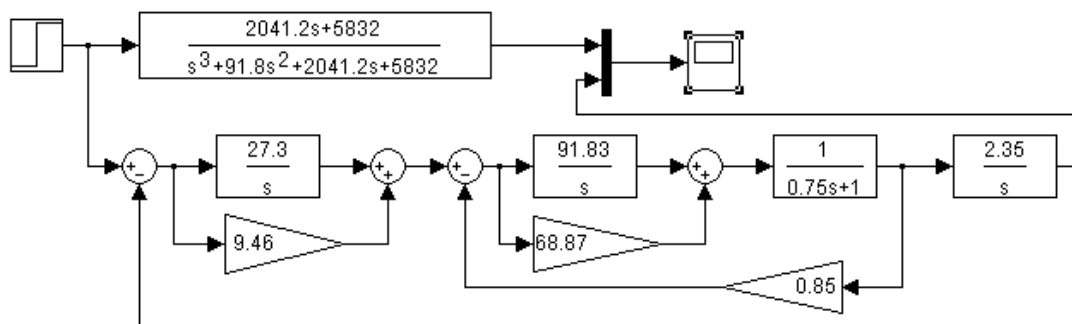 2041.2s+5832
s3+91.8s2+2041.2s+5832
+
−
27.3
s
+
+
+
−
91.83
s
+
+
1
0.75s+1
2.35
s
9.46
68.87
0.85